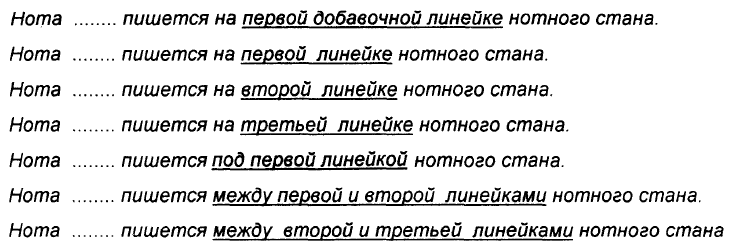 Нота ........ пишется на первой добавочной линейке нотного стана.
Нота ........ пишется на первой линейке нотного стана.
Нота ........ пишется на второй линейке нотного стана.
Нота ........ пишется на третьей линейке нотного стана.
Нота ........ пишется под первой линейкой нотного стана.
Нота ........ пишется между первой и второй линейками нотного стана.
Нота ........ пишется между второй и третьей линейками нотного стана